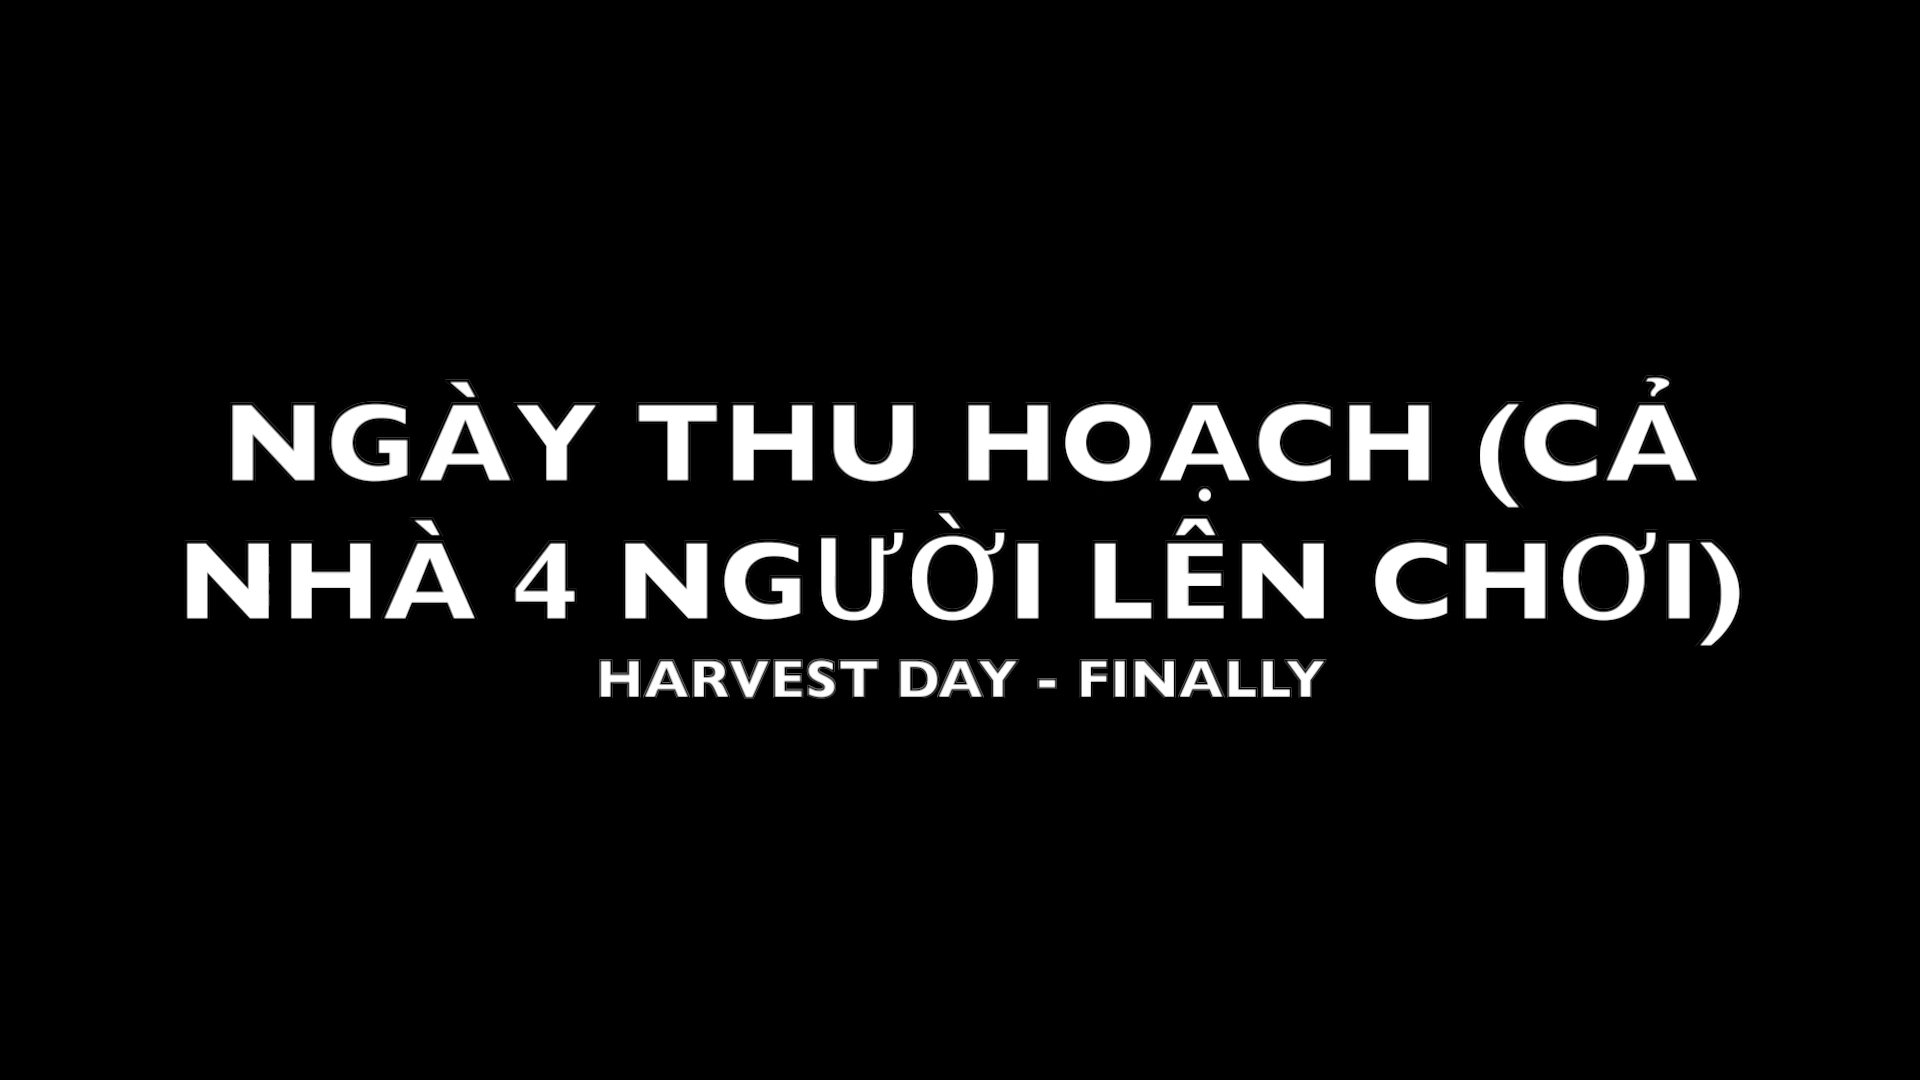 NGÀY THU HOẠCH (CẢ
NHÀ 4 NGƯỜI LÊN CHƠI)
HARVEST DAY - FINALLY